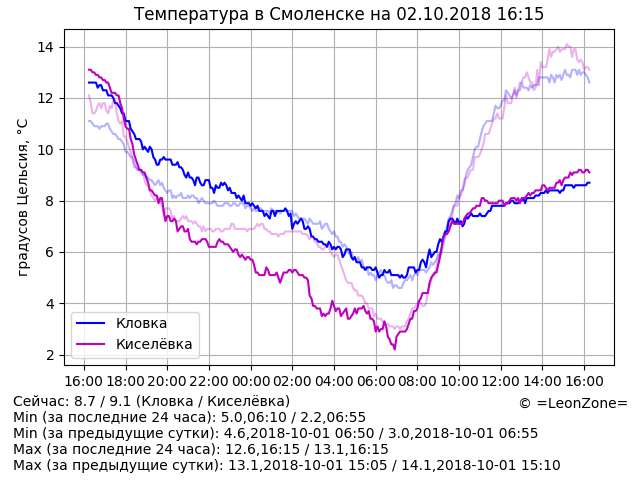 Температура в Смоленске на 02.10.2018 16:15
градусов Цельсия, °C
14
12
10
8
6
4
2
Кловка
Киселёвка
16:00 18:00 20:00 22:00 00:00 02:00 04:00 06:00 08:00 10:00 12:00 14:00 16:00
Сейчас: 8.7 / 9.1 (Кловка / Киселёвка)
© =LeonZone=
Min (за последние 24 часа): 5.0,06:10 / 2.2,06:55
Min (за предыдущие сутки): 4.6,2018-10-01 06:50 / 3.0,2018-10-01 06:55
Max (за последние 24 часа): 12.6,16:15 / 13.1,16:15
Max (за предыдущие сутки): 13.1,2018-10-01 15:05 / 14.1,2018-10-01 15:10